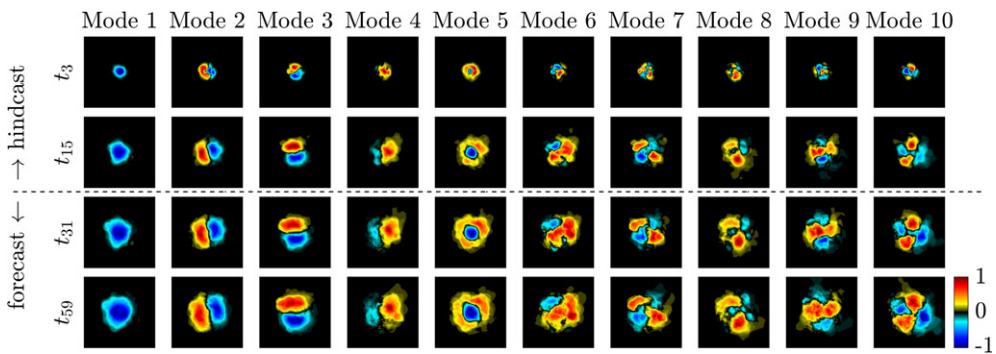 Mode 1 Mode 2 Mode 3 Mode 4 Mode 5 Mode 6 Mode 7 Mode 8 Mode 9 Mode 10
→ hindcast
t3
t15
forecast ←
t31
t59
1
0
-1